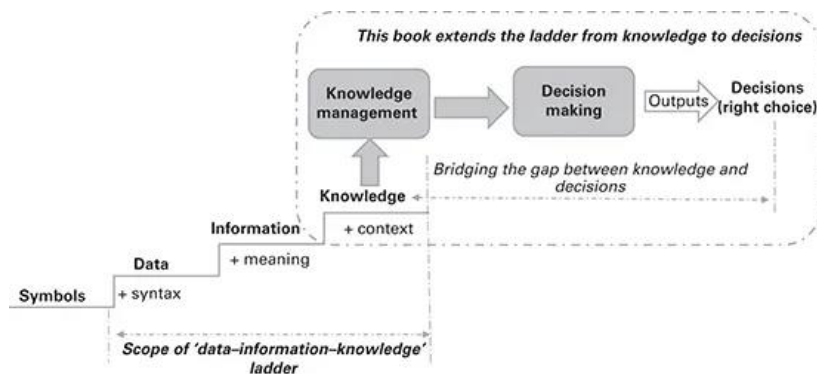 This book extends the ladder from knowledge to decisions
Knowledge
management
Decision
making
Outputs
Decisions
(right choice)
Bridging the gap between knowledge and
decisions
Knowledge
+ context
Information
+ meaning
Data
+ syntax
Symbols
Scope of ‘data–information–knowledge’
ladder